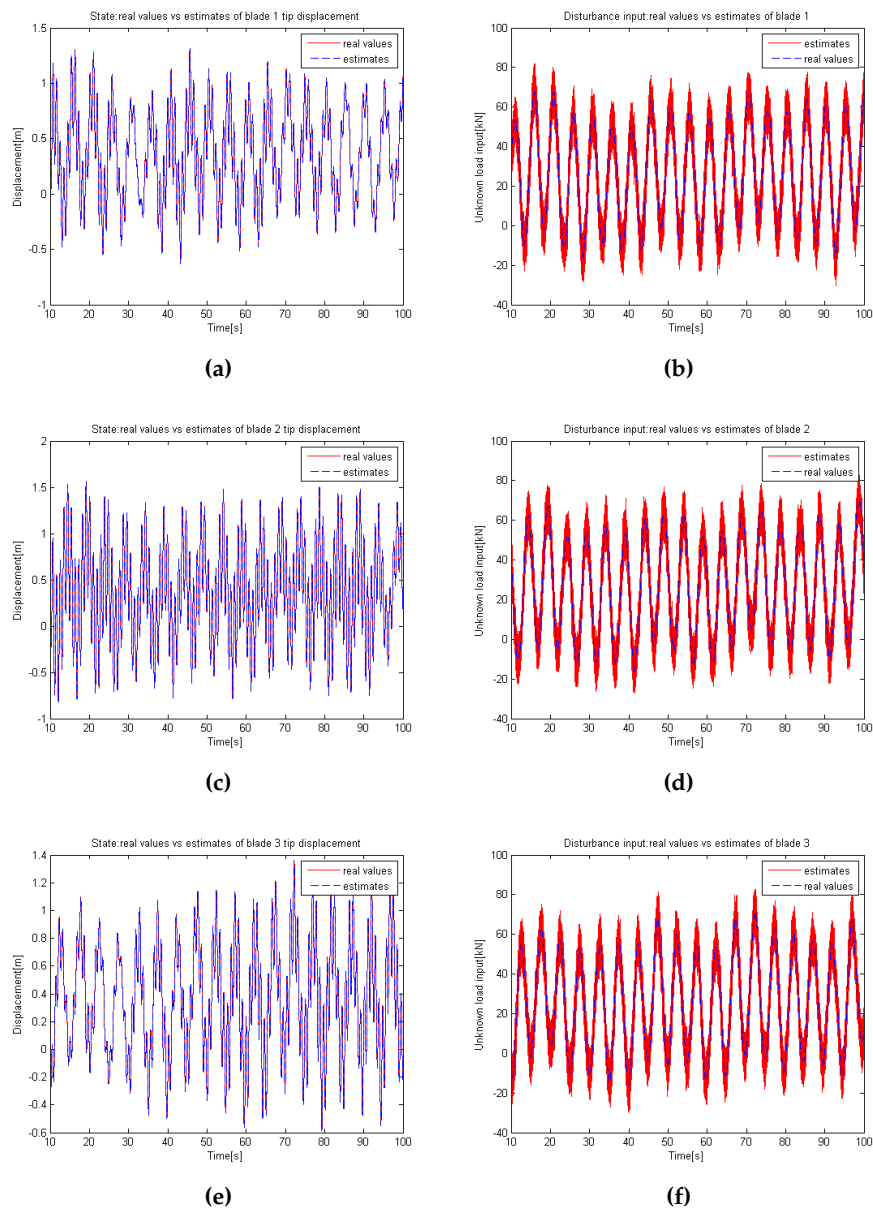 State:real values vs estimates of blade 1 tip displacement
1.5
1
0.5
0
-0.5
-1
Displacement[m]
real values
estimates
10 20 30 40 50 60 70 80 90 100
Time[s]
(a)
Disturbance input:real values vs estimates of blade 1
100
80
60
40
20
0
-20
-40
Unknown load input[kN]
estimates
real values
10 20 30 40 50 60 70 80 90 100
Time[s]
(b)
State:real values vs estimates of blade 2 tip displacement
2
1.5
1
0.5
0
-0.5
-1
Displacement[m]
real values
estimates
10 20 30 40 50 60 70 80 90 100
Time[s]
(c)
Disturbance input:real values vs estimates of blade 2
100
80
60
40
20
0
-20
-40
Unknown load input[kN]
estimates
real values
10 20 30 40 50 60 70 80 90 100
Time[s]
(d)
State:real values vs estimates of blade 3 tip displacement
1.4
1.2
1
0.8
0.6
0.4
0.2
0
-0.2
-0.4
-0.6
Displacement[m]
real values
estimates
10 20 30 40 50 60 70 80 90 100
Time[s]
(e)
Disturbance input:real values vs estimates of blade 3
100
80
60
40
20
0
-20
-40
Unknown load input[kN]
estimates
real values
10 20 30 40 50 60 70 80 90 100
Time[s]
(f)